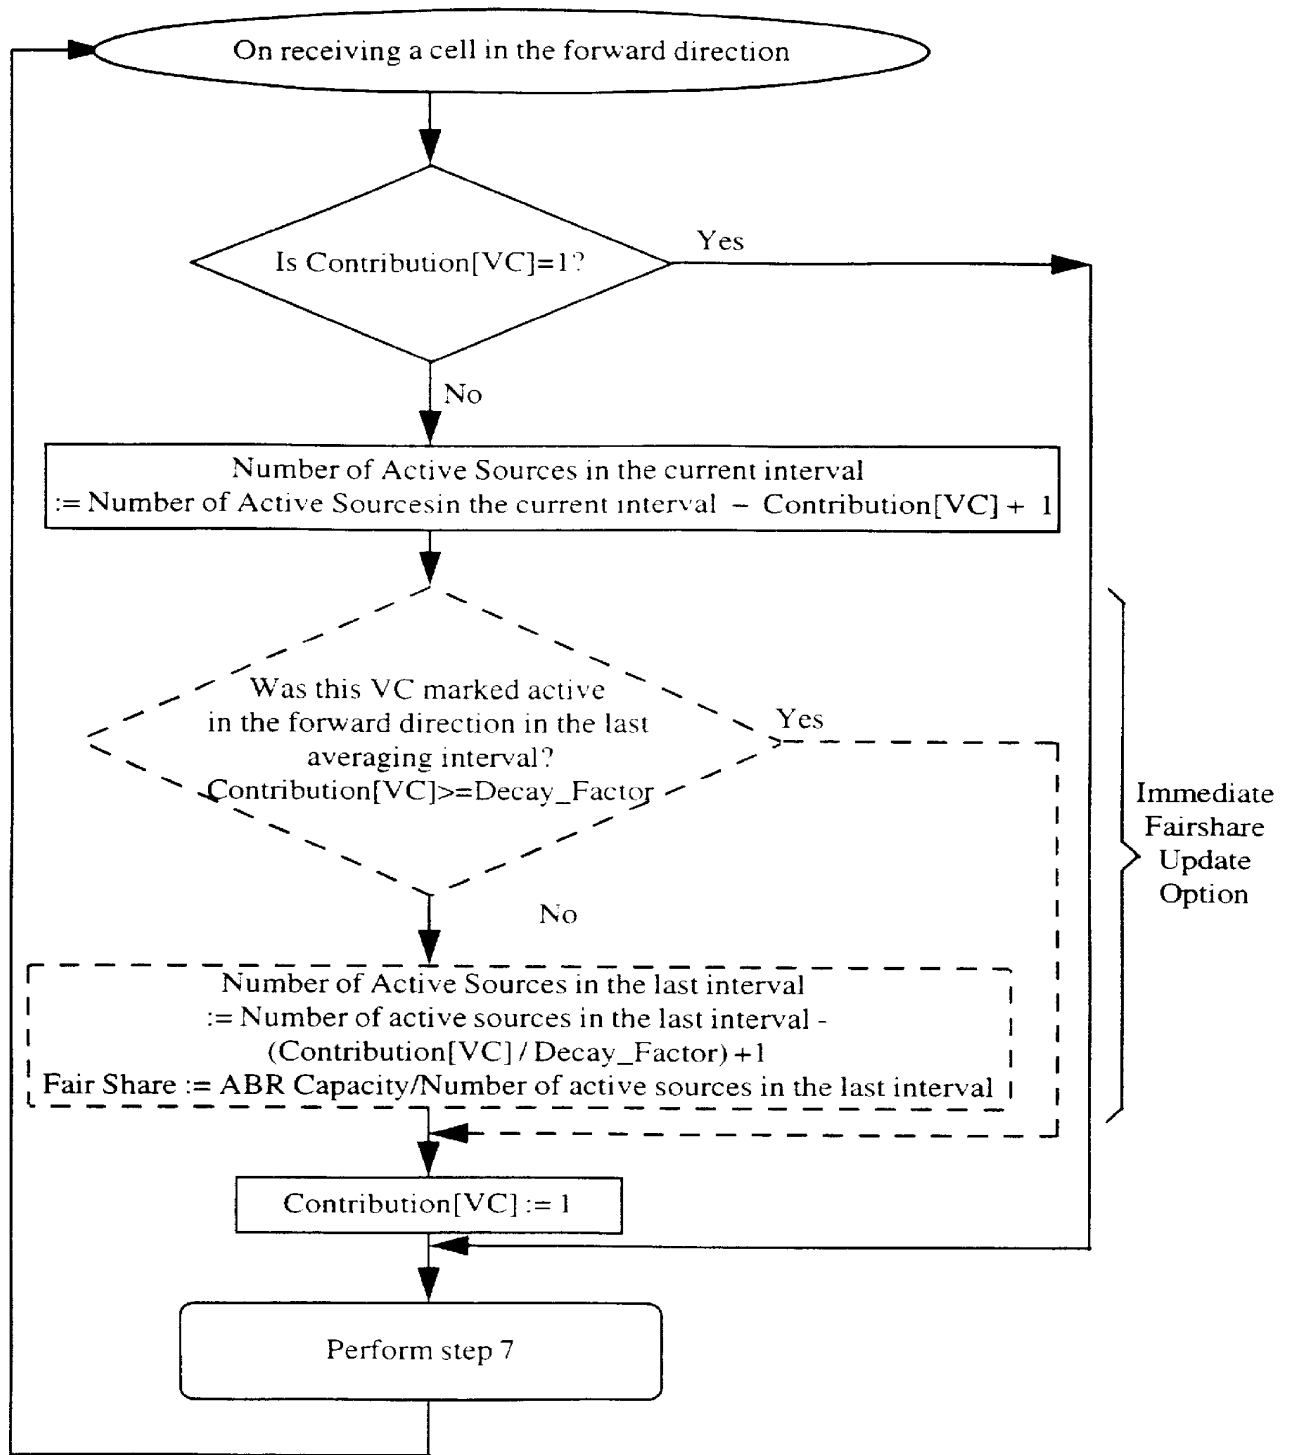 On receiving a cell in the forward direction
Is Contribution[VC]=1?
Yes
No
Number of Active Sources in the current interval
:= Number of Active Sourcesin the current interval – Contribution[VC] + 1
Was this VC marked active
in the forward direction in the last
averaging interval?
Contribution[VC]>=Decay_Factor
Yes
No
Immediate
Fairshare
Update
Option
Number of Active Sources in the last interval
:= Number of active sources in the last interval -
(Contribution[VC] / Decay_Factor) +1
Fair Share := ABR Capacity/Number of active sources in the last interval
Contribution[VC] := 1
Perform step 7